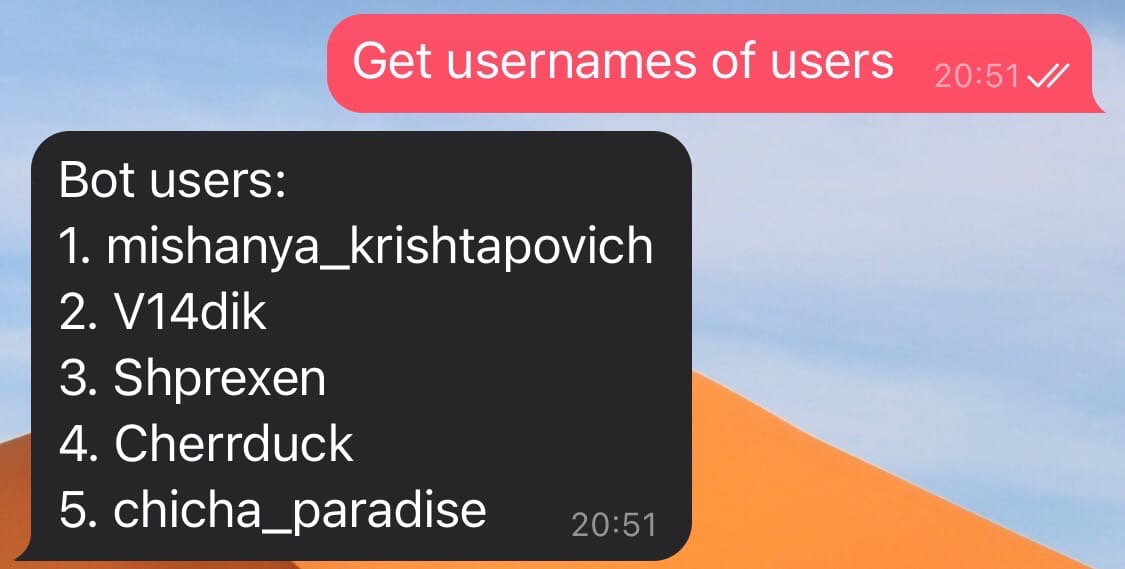 Get usernames of users 20:51
Bot users:
1. mishanya_krishtapovich
2. V14dik
3. Shprexen
4. Cherrduck
5. chicha_paradise 20:51